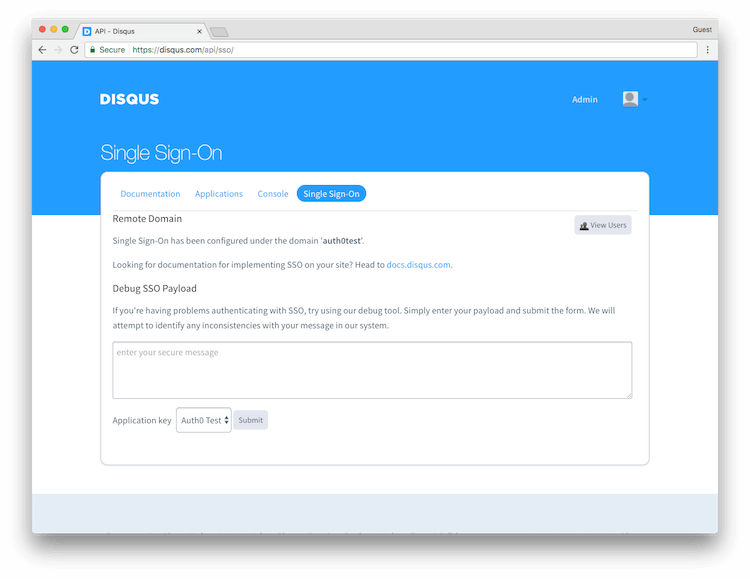 API - Disqus
Guest
Secure https://disqus.com/api/sso/
DISQUS
Admin
Single Sign-On
Documentation Applications Console Single Sign-On
Remote Domain
View Users
Single Sign-On has been configured under the domain 'auth0test'.
Looking for documentation for implementing SSO on your site? Head to docs.disqus.com.
Debug SSO Payload
If you're having problems authenticating with SSO, try using our debug tool. Simply enter your payload and submit the form. We will
attempt to identify any inconsistencies with your message in our system.
enter your secure message
Application key Auth0 Test Submit